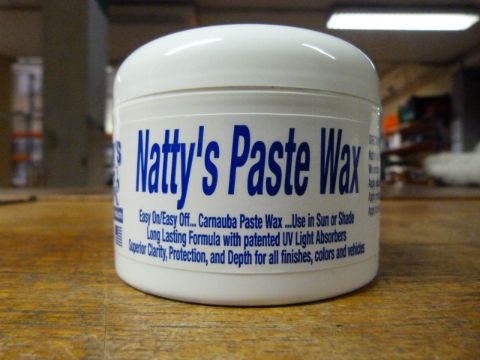 Natty's Paste Wax
Easy On/Easy Off... Carnauba Paste Wax ...Use in Sun or Shade
Long Lasting Formula with patented UV Light Absorbers
Superior Clarity, Protection, and Depth for all finishes, colors and vehicles